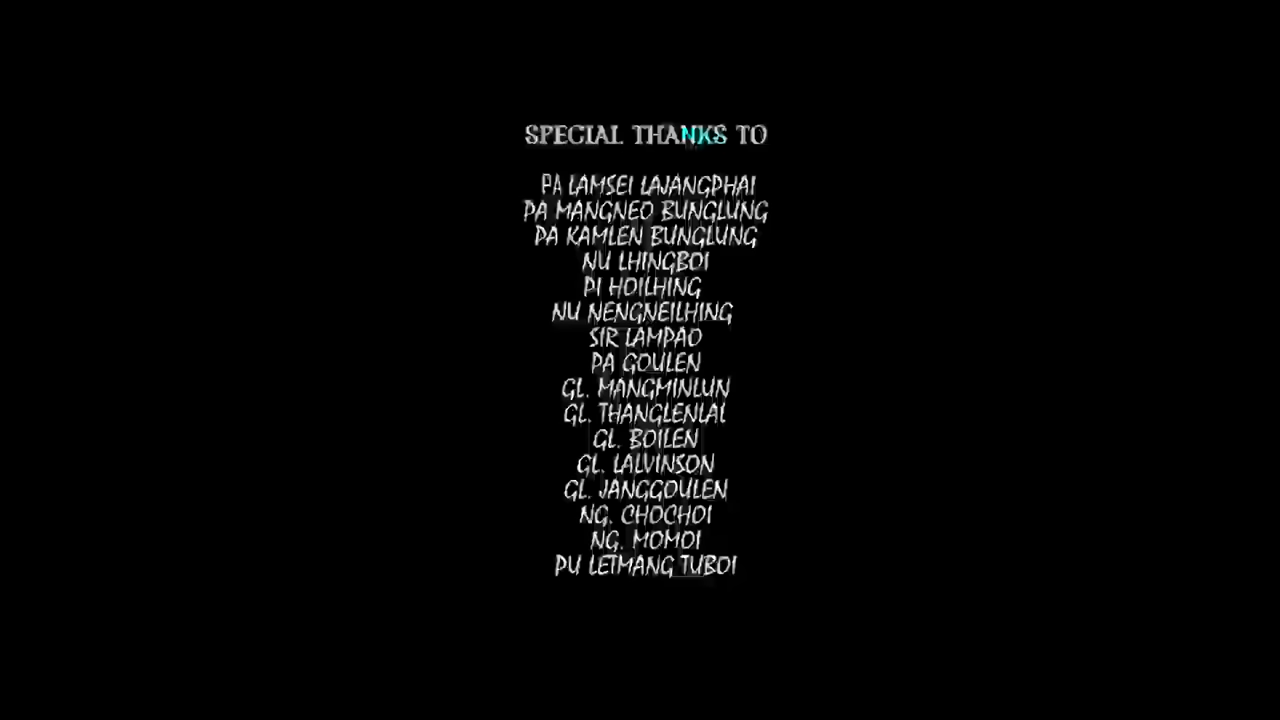 SPECIAL THANKS TO
PA LAMSEI LAJANGPHAI
PA MANGNEO BUNGLUNG
PA KAMLEN BUNGLUNG
NU LHINGBOI
PI HOILHING
NU NENGNEILHING
SIR LAMPAO
PA GOULEN
GL. MANGMINLUN
GL. THANGLENLAL
GL. BOILEN
GL. LALVINSON
GL. JANGGOULEN
NG. CHOCHOI
NG. MOMOI
PU LETMANG TUBOI